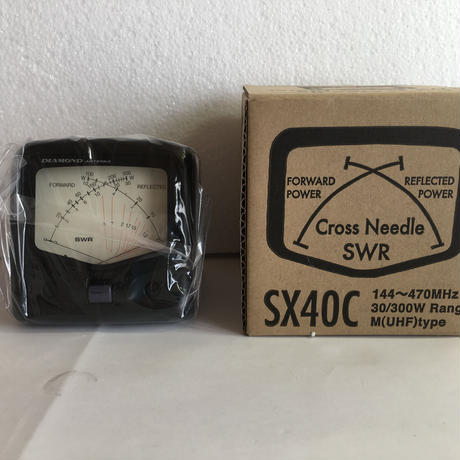 DIAMOND ANTENNA
FORWARD
REFLECTED
SWR
FORWARD
POWER
REFLECTED
POWER
Cross Needle
SWR
SX40C
144～470MHz
30/300W Rang
M(UHF)type